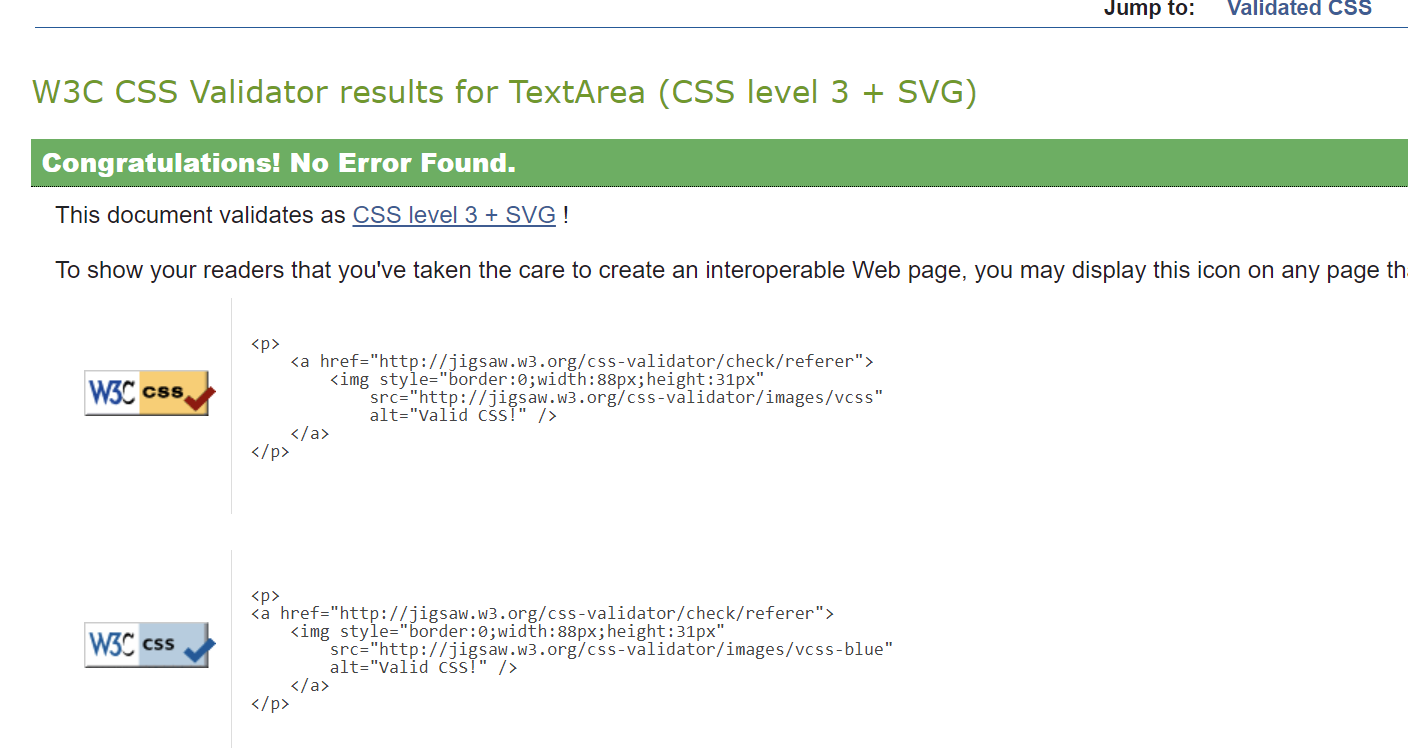 Jump to: Validated CSS
W3C CSS Validator results for TextArea (CSS level 3 + SVG)
Congratulations! No Error Found.
This document validates as CSS level 3 + SVG !
To show your readers that you've taken the care to create an interoperable Web page, you may display this icon on any page
W3C css
<p>
    <a href="http://jigsaw.w3.org/css-validator/check/referer">
        <img style="border:0;width:88px;height:31px"
            src="http://jigsaw.w3.org/css-validator/images/vcss"
            alt="Valid CSS!" />
    </a>
</p>
W3C css
<p>
<a href="http://jigsaw.w3.org/css-validator/check/referer">
    <img style="border:0;width:88px;height:31px"
        src="http://jigsaw.w3.org/css-validator/images/vcss-blue"
        alt="Valid CSS!" />
    </a>
</p>